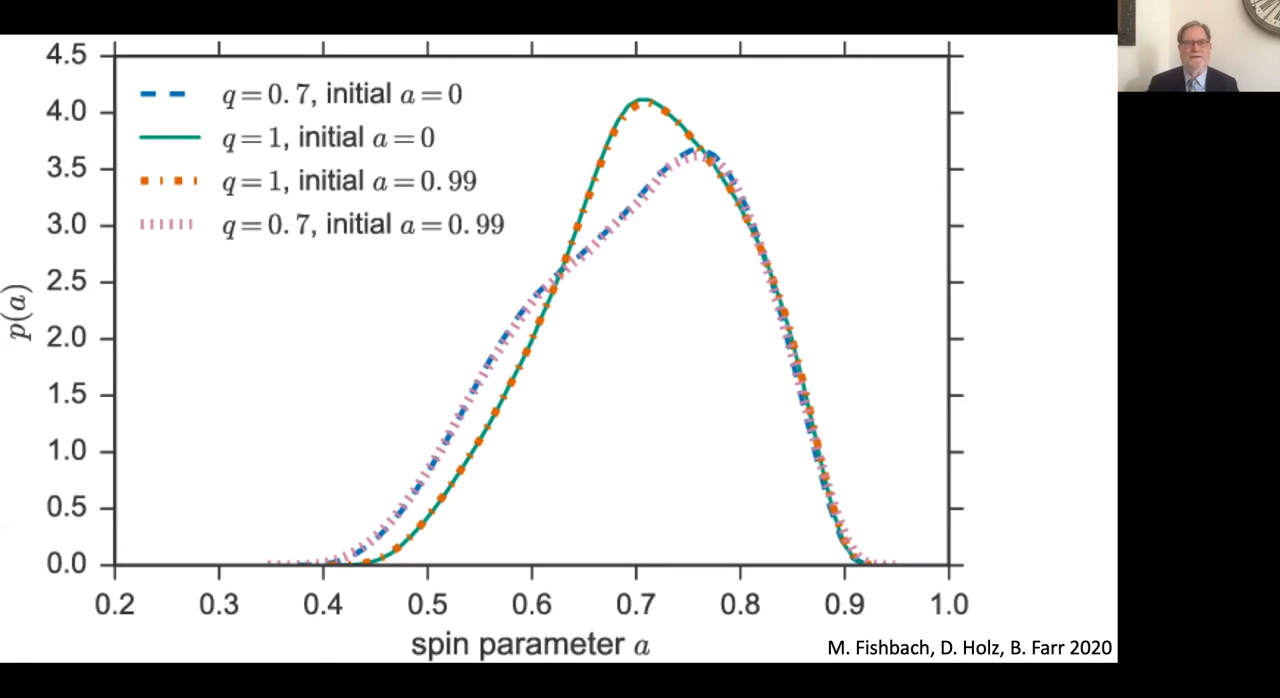 4.5
4.0
3.5
3.0
2.5
2.0
1.5
1.0
0.5
0.0
p(a)
q=0.7, initial a=0
q=1, initial a=0
q=1, initial a=0.99
q=0.7, initial a=0.99
0.2 0.3 0.4 0.5 0.6 0.7 0.8 0.9 1.0
spin parameter a
M. Fishbach, D. Holz, B. Farr 2020